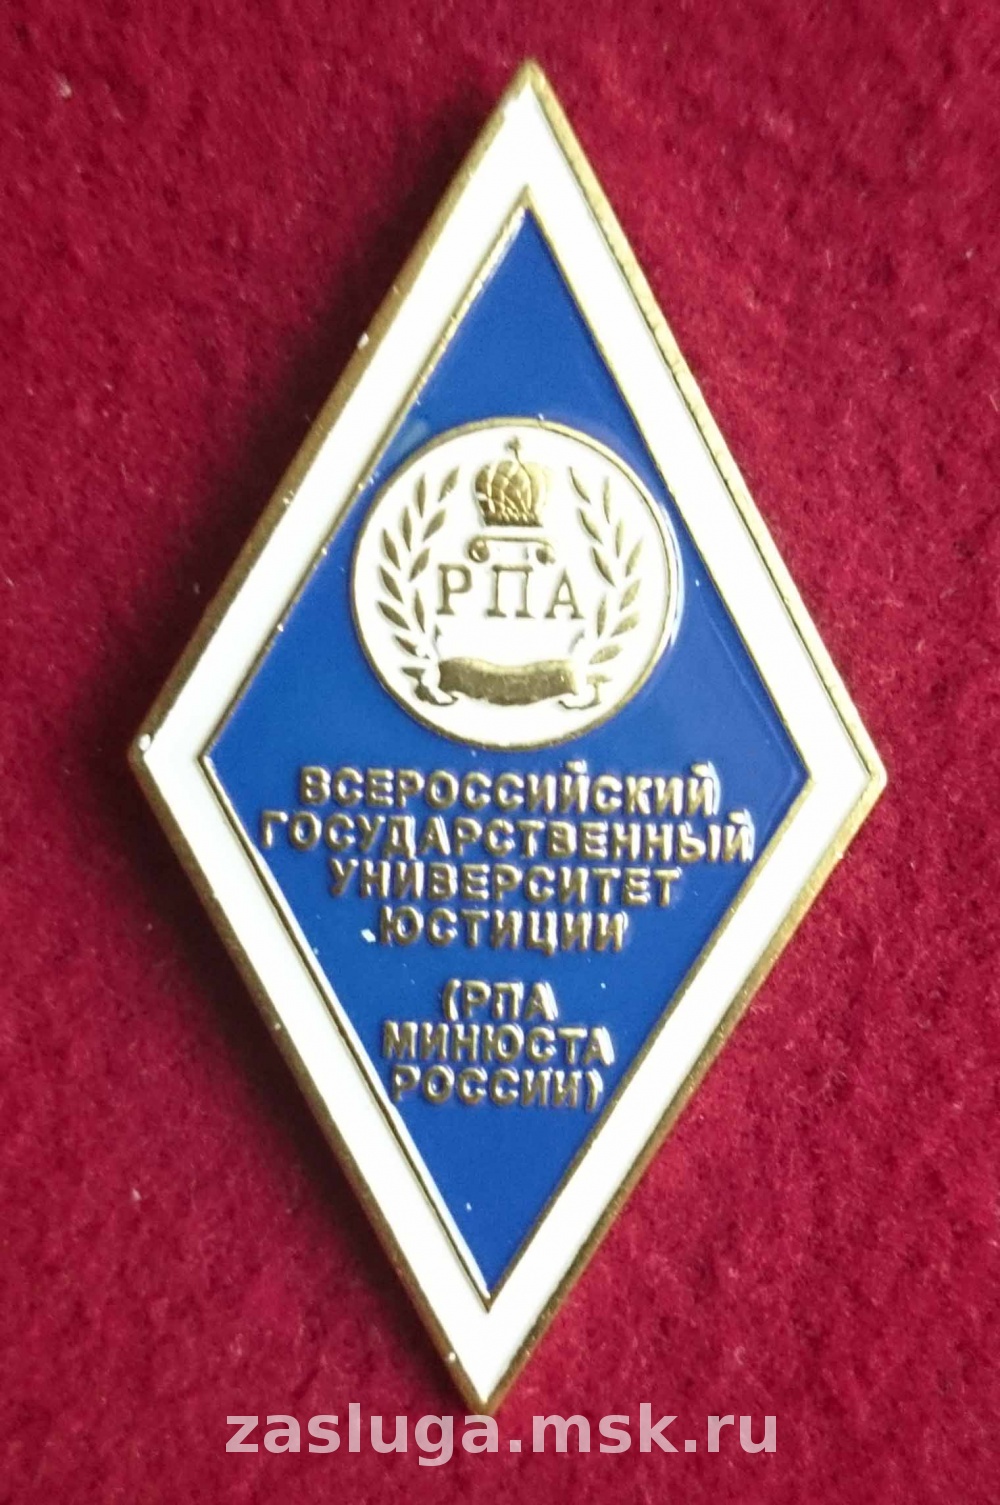 РПА
ВСЕРОССИЙСКИЙ
ГОСУДАРСТВЕННЫЙ
УНИВЕРСИТЕТ
ЮСТИЦИИ
(РПА
МИНЮСТА
РОССИИ)
zasluga.msk.ru